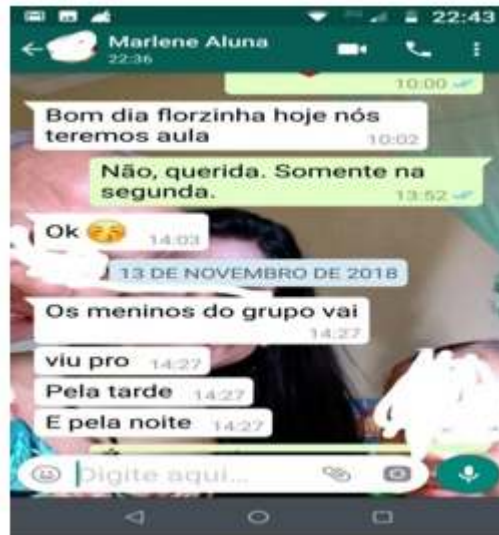 22:43
Marlene Aluna
22:36
10:00
Bom dia florzinha hoje nós
teremos aula
10:02
Não, querida. Somente na
segunda.
13:52
Ok
14:03
13 DE NOVEMBRO DE 2018
Os meninos do grupo vai
14:27
viu pro 14:27
Pela tarde 14:27
E pela noite 14:27
Digite aqui...